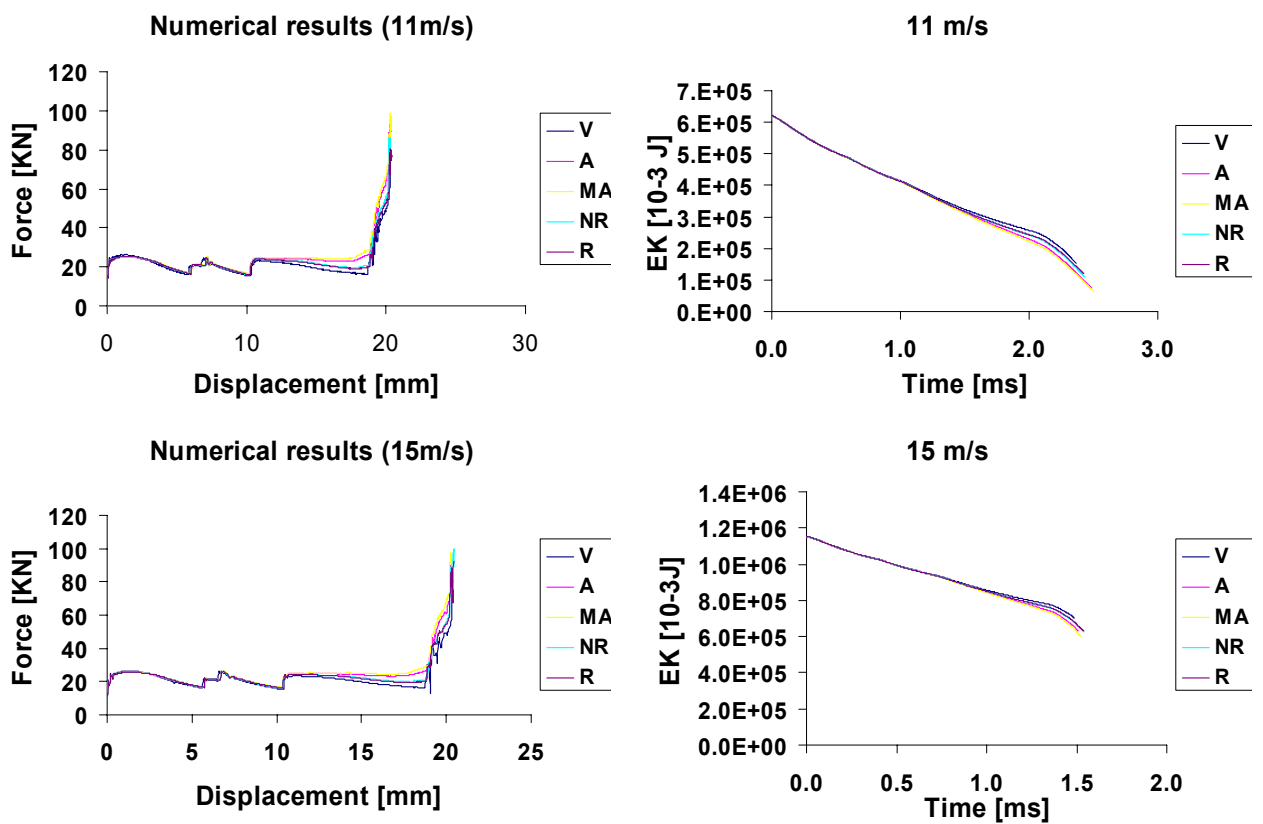 Numerical results (11m/s)
Force [KN]
120
100
80
60
40
20
0
0 10 20 30
Displacement [mm]
V
A
MA
NR
R
11 m/s
EK [10-3 J]
7.E+05
6.E+05
5.E+05
4.E+05
3.E+05
2.E+05
1.E+05
0.E+00
0.0 1.0 2.0 3.0
Time [ms]
V
A
MA
NR
R
Numerical results (15m/s)
Force [KN]
120
100
80
60
40
20
0
0 5 10 15 20 25
Displacement [mm]
V
A
MA
NR
R
15 m/s
EK [10-3J]
1.4E+06
1.2E+06
1.0E+06
8.0E+05
6.0E+05
4.0E+05
2.0E+05
0.0E+00
0.0 0.5 1.0 1.5 2.0
Time [ms]
V
A
MA
NR
R